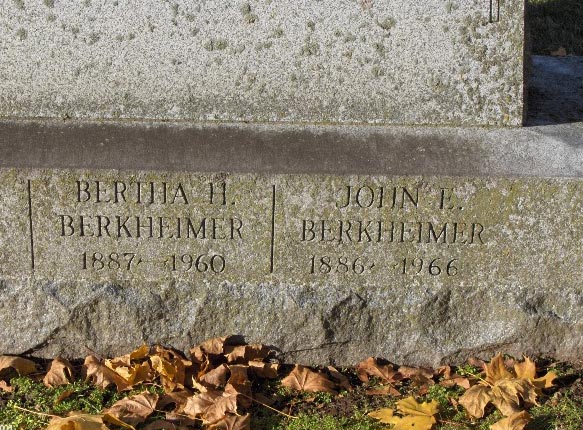 BERTHA H.
BERKHEIMER
1887 - 1960
JOHN E.
BERKHEIMER
1886 - 1966